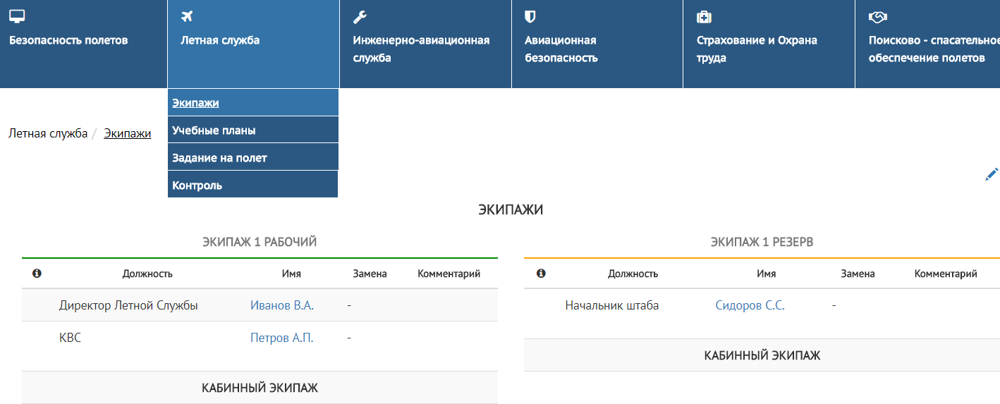 Безопасность полетов
Летная служба
Инженерно-авиационная
служба
Авиационная
безопасность
Страхование и Охрана
труда
Поисково - спасательное
обеспечение полетов
Экипажи
Учебные планы
Задание на полет
Контроль
Летная служба / Экипажи
ЭКИПАЖИ
ЭКИПАЖ 1 РАБОЧИЙ
Должность Имя Замена Комментарий
Директор Летной Службы Иванов В.А. -
КВС Петров А.П. -
КАБИННЫЙ ЭКИПАЖ
ЭКИПАЖ 1 РЕЗЕРВ
Должность Имя Замена Комментарий
Начальник штаба Сидоров С.С. -
КАБИННЫЙ ЭКИПАЖ